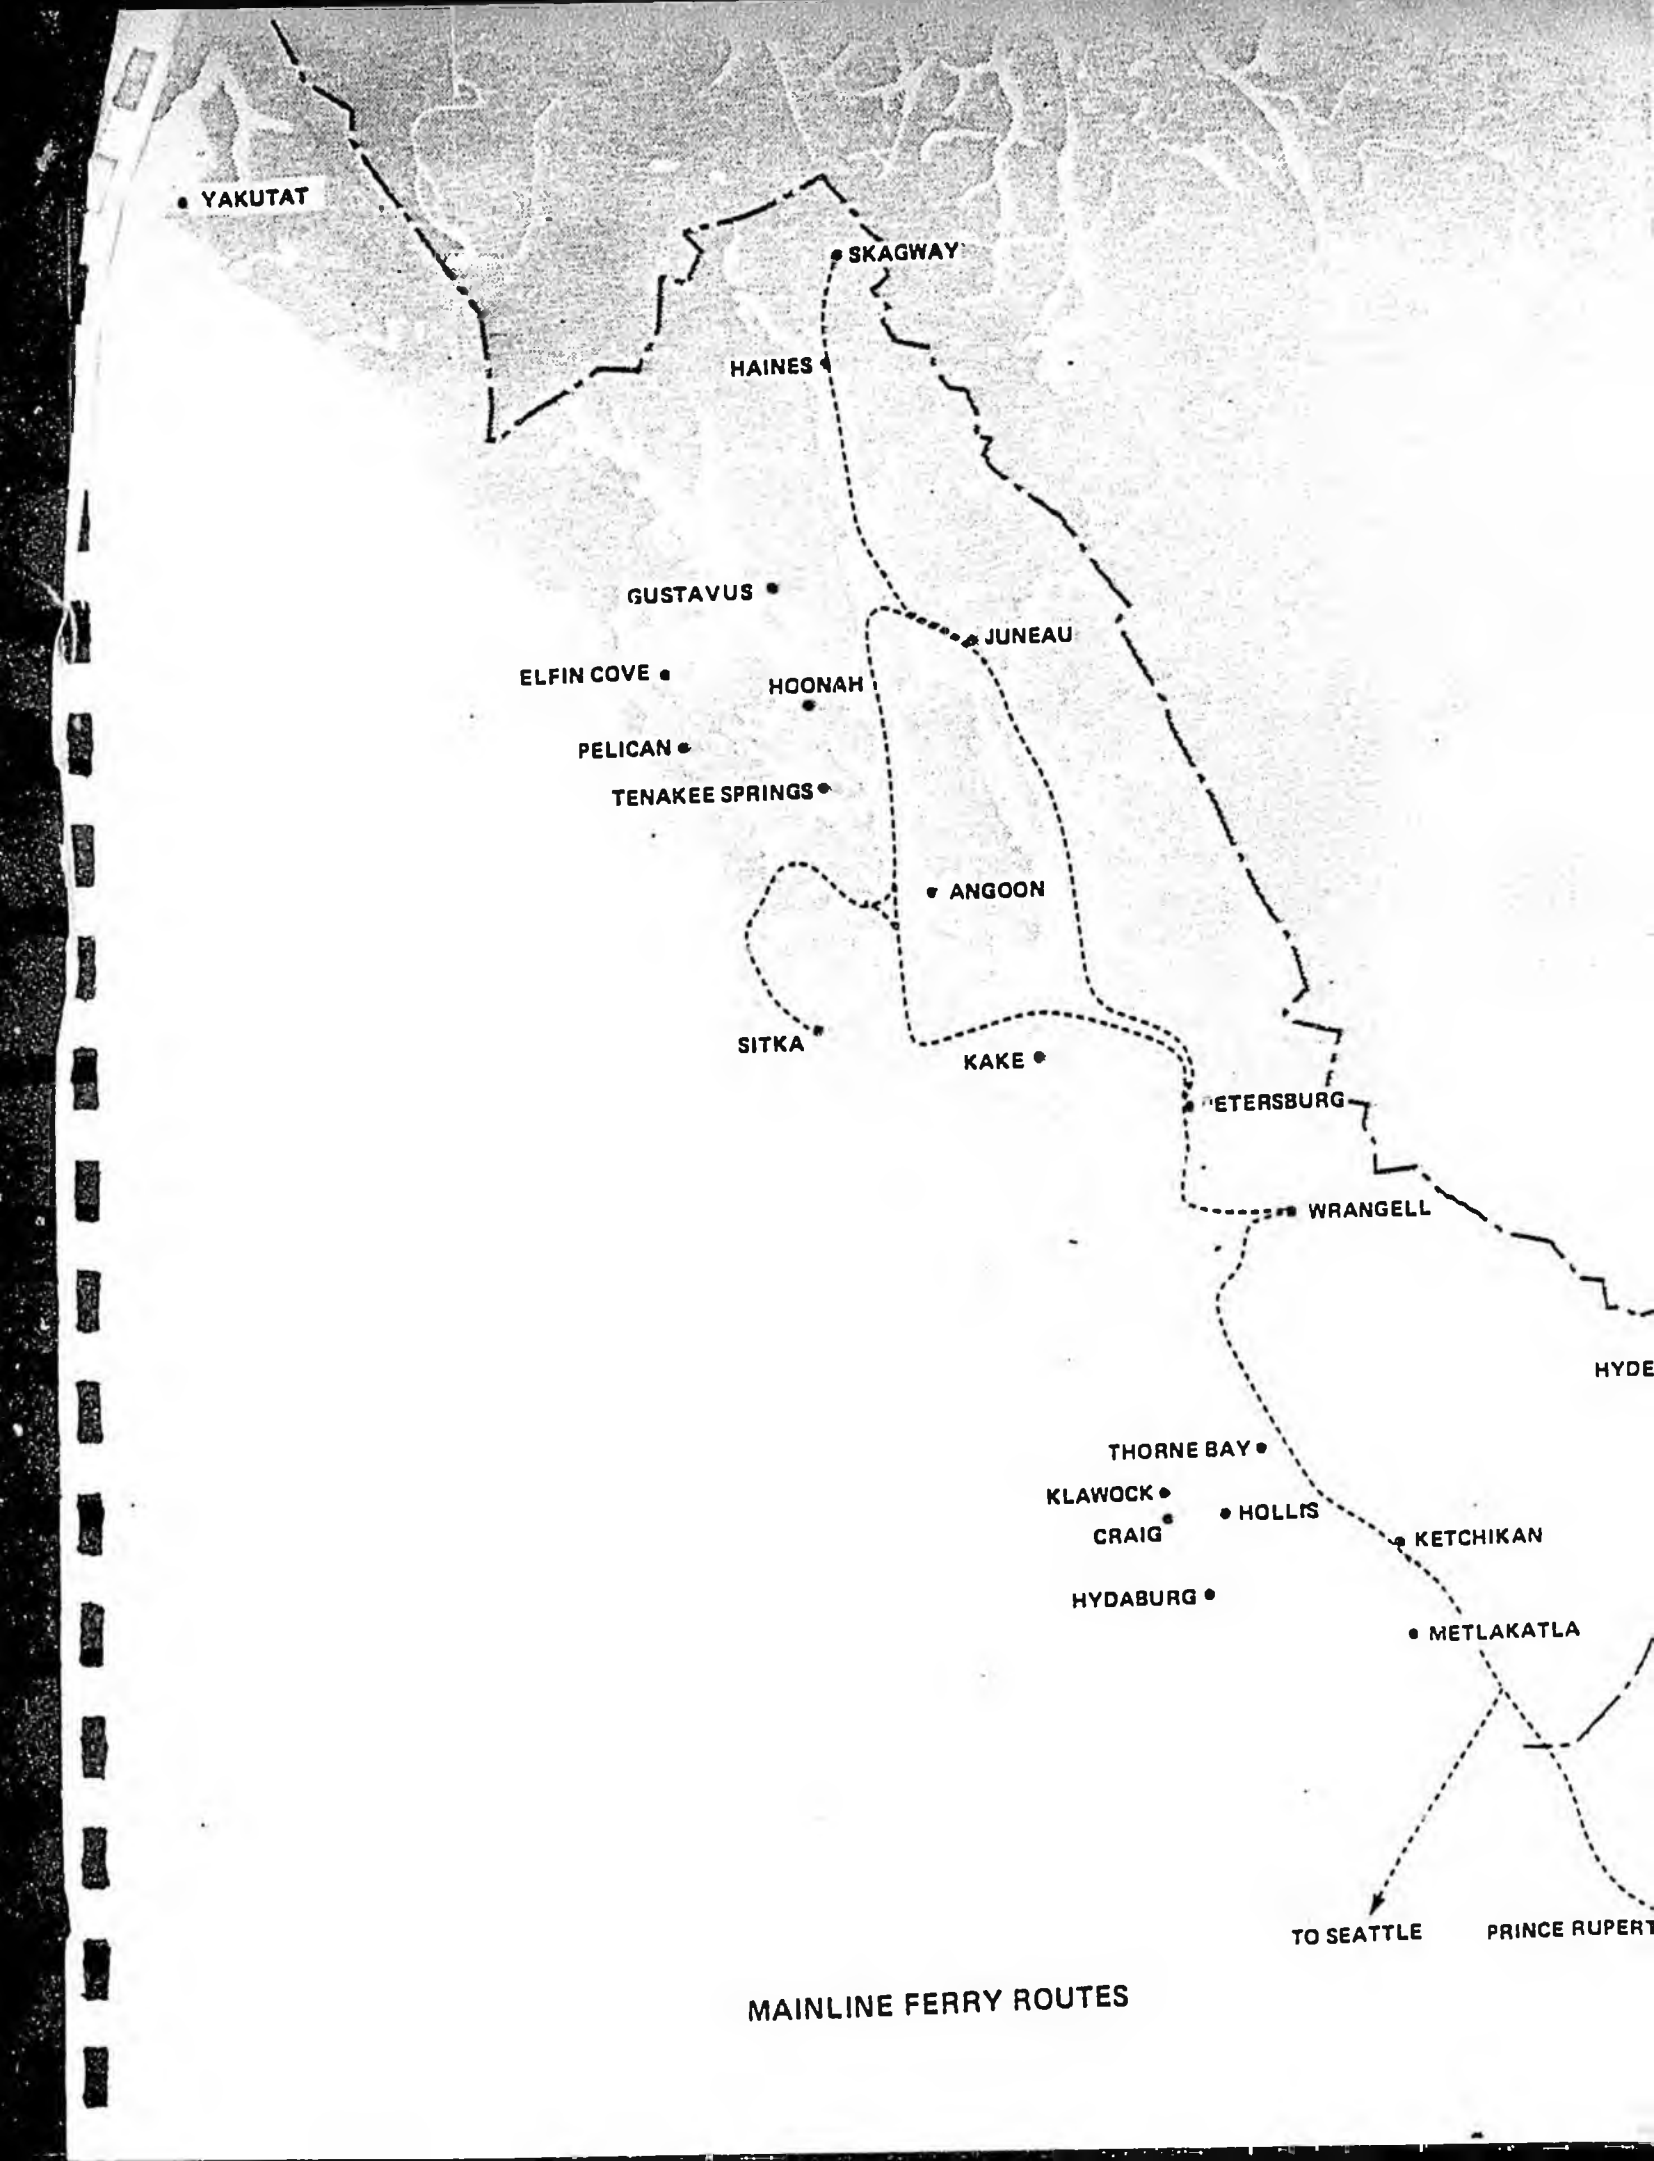 YAKUTAT
SKAGWAY
HAINES
GUSTAVUS
JUNEAU
ELFIN COVE
HOONAH
PELICAN
TENAKEE SPRINGS
ANGOON
SITKA
KAKE
ETERSBURG
WRANGELL
HYDE
THORNE BAY
KLAWOCK
HOLLIS
CRAIG
KETCHIKAN
HYDABURG
METLAKATLA
TO SEATTLE
PRINCE RUPERT
MAINLINE FERRY ROUTES